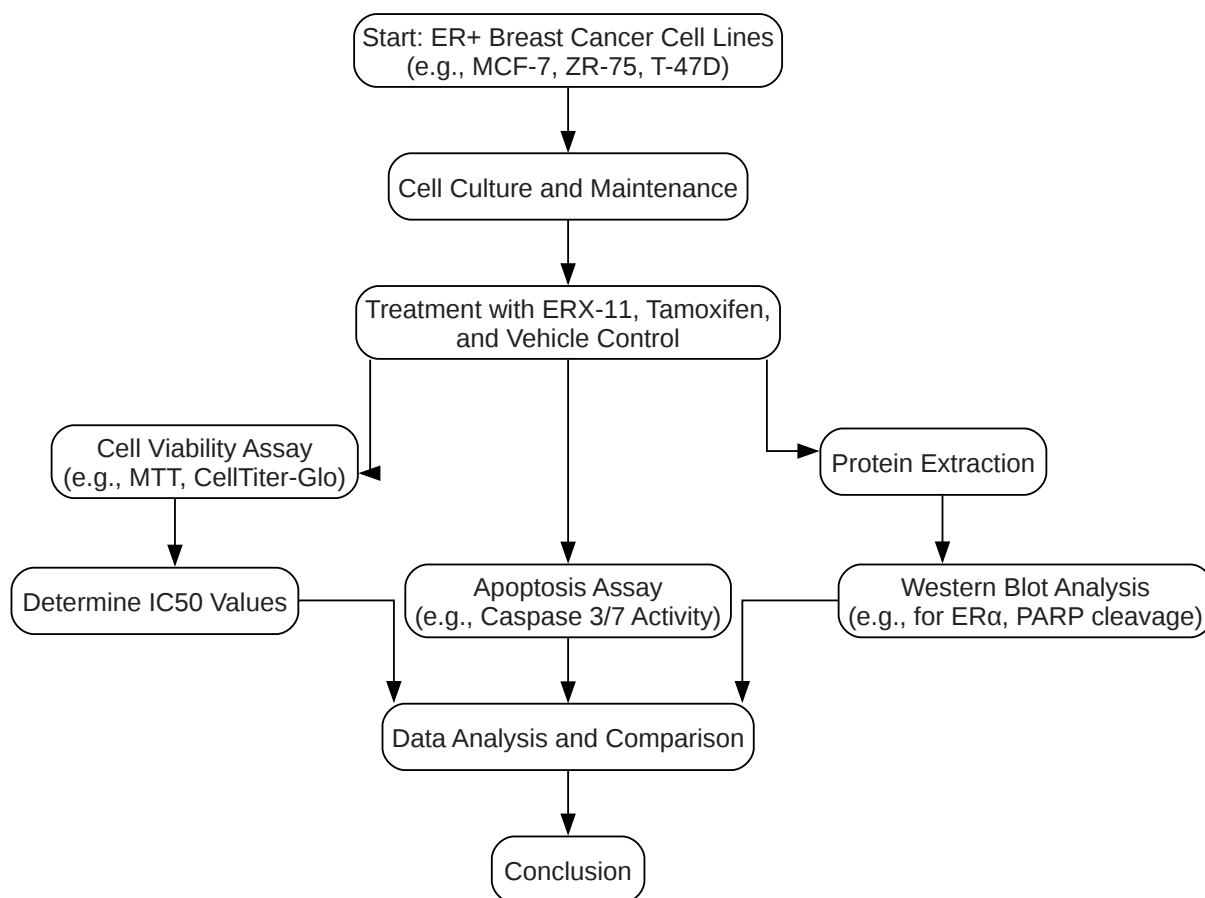 Start: ER+ Breast Cancer Cell Lines
(e.g., MCF-7, ZR-75, T-47D)
Cell Culture and Maintenance
Treatment with ERX-11, Tamoxifen,
and Vehicle Control
Cell Viability Assay
(e.g., MTT, CellTiter-Glo)
Protein Extraction
Determine IC50 Values
Apoptosis Assay
(e.g., Caspase 3/7 Activity)
Western Blot Analysis
(e.g., for ERα, PARP cleavage)
Data Analysis and Comparison
Conclusion